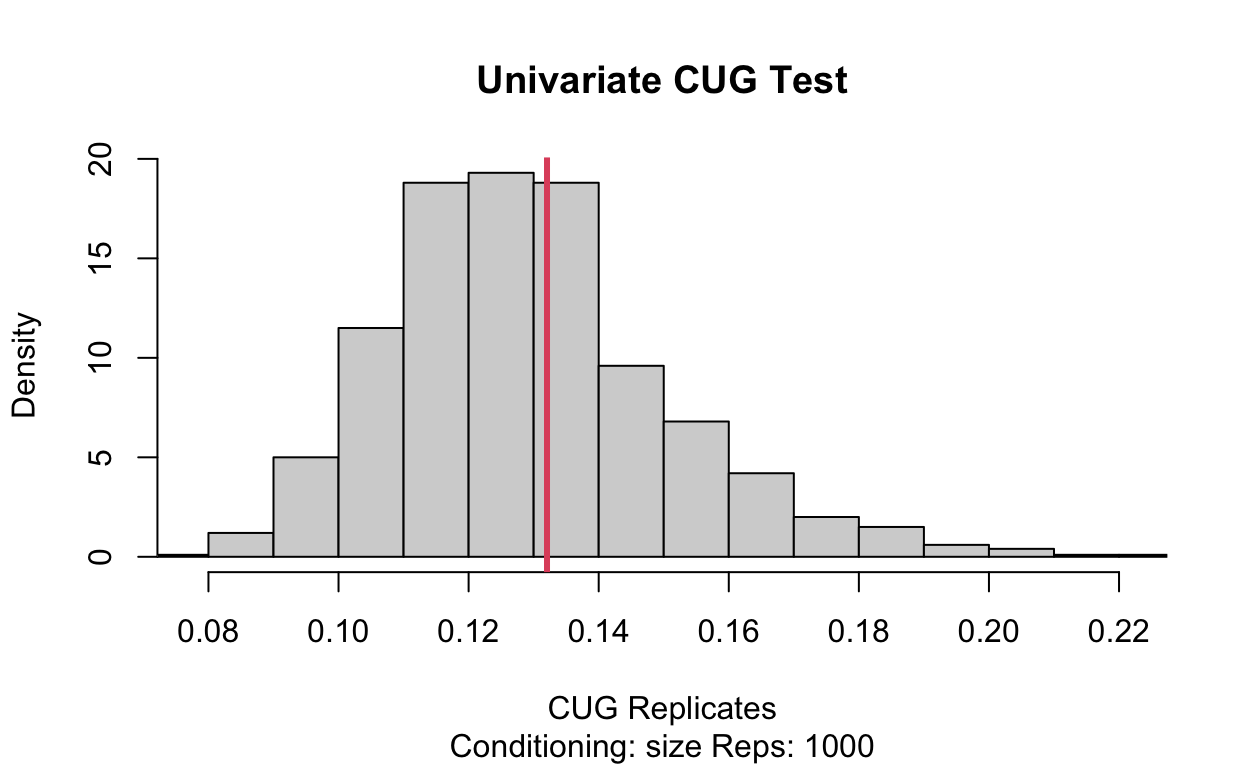 Univariate CUG Test
20
15
10
5
0
Density
0.08 0.10 0.12 0.14 0.16 0.18 0.20 0.22
CUG Replicates
Conditioning: size Reps: 1000